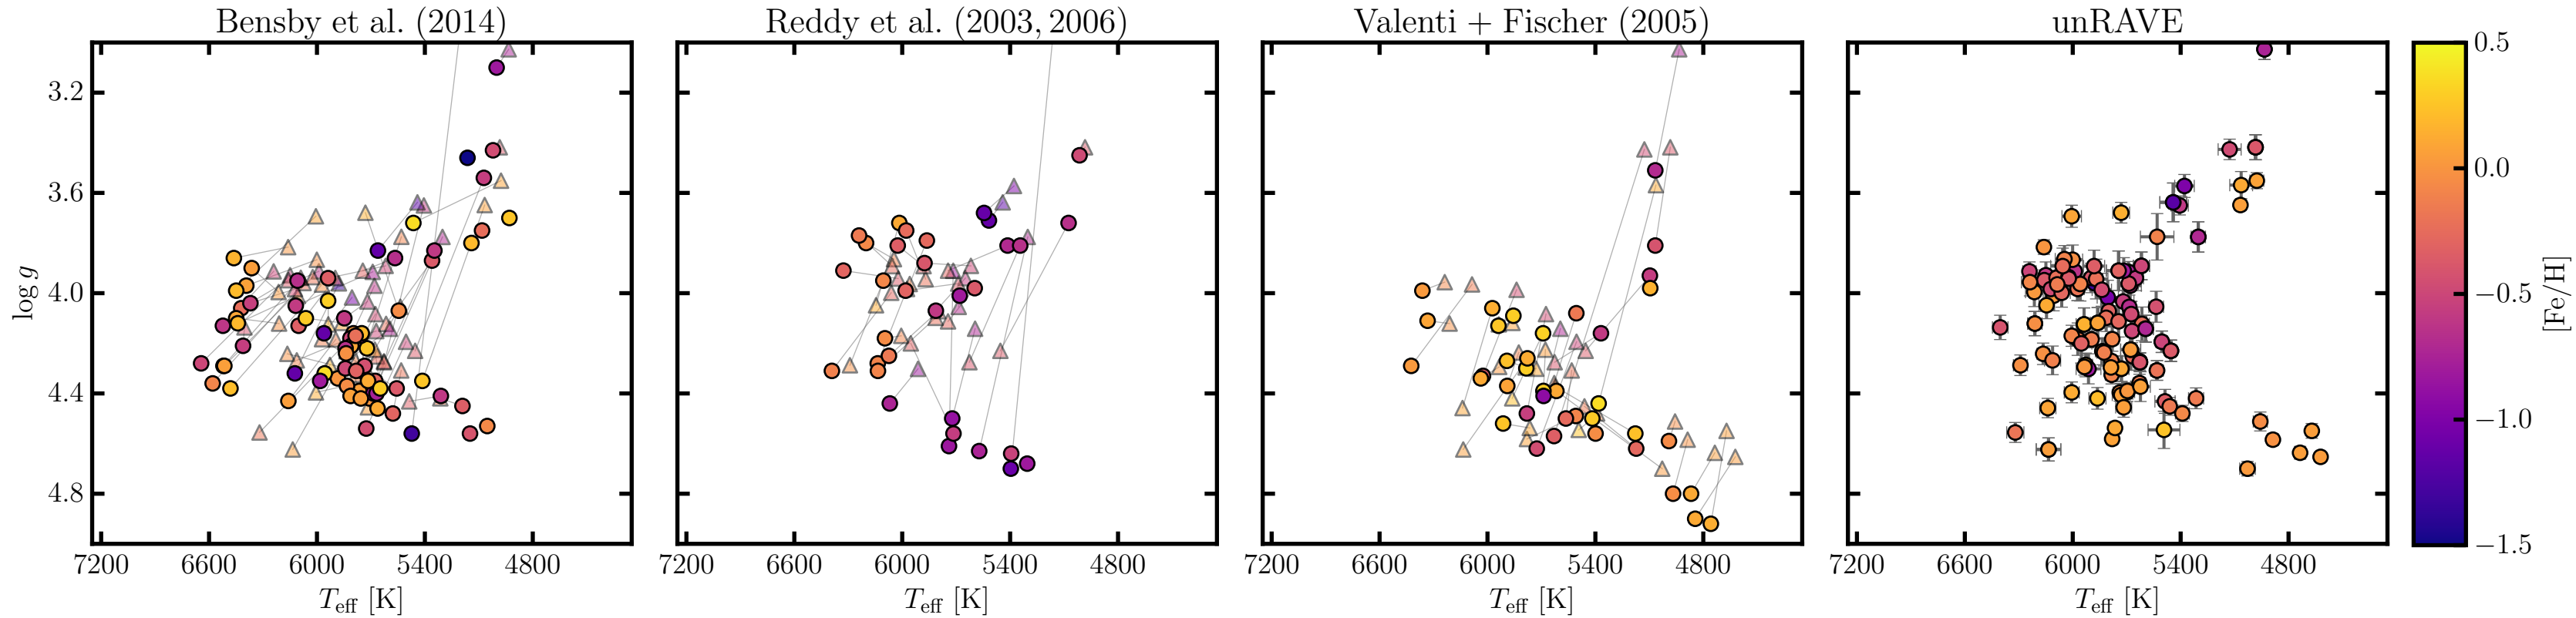 Bensby et al. (2014)
Reddy et al. (2003, 2006)
Valenti + Fischer (2005)
unRAVE
3.2
3.6
4.0
4.4
4.8
log g
7200 6600 6000 5400 4800
T_eff [K]
7200 6600 6000 5400 4800
T_eff [K]
7200 6600 6000 5400 4800
T_eff [K]
7200 6600 6000 5400 4800
T_eff [K]
0.5
0.0
−0.5
−1.0
−1.5
[Fe/H]